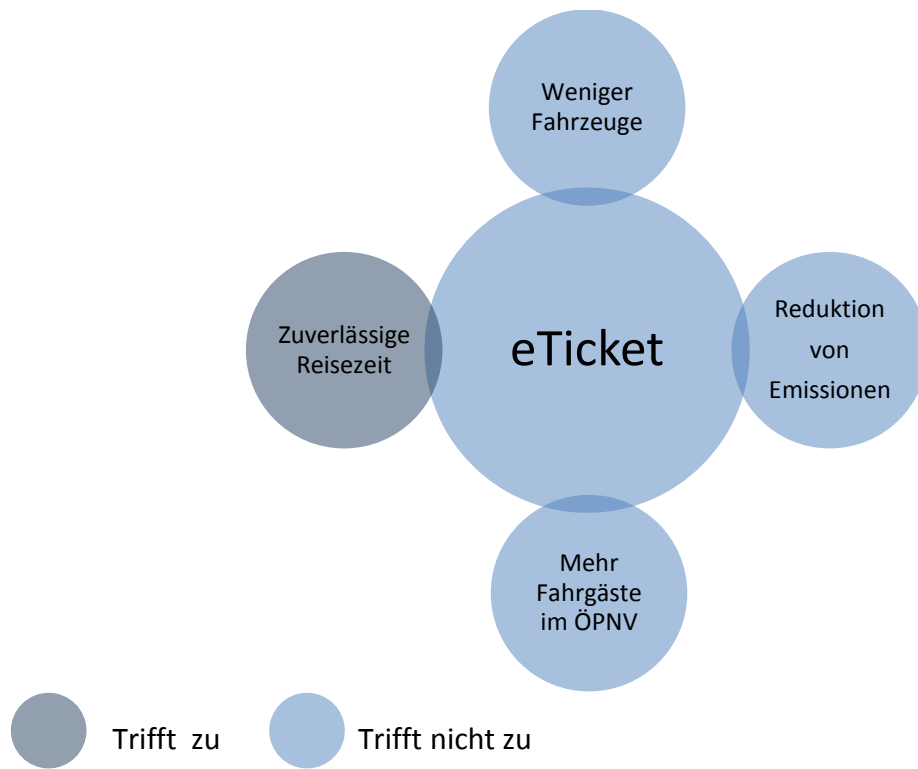 Weniger
Fahrzeuge
Zuverlässige
Reisezeit
eTicket
Reduktion
von
Emissionen
Mehr
Fahrgäste
im ÖPNV
Trifft zu
Trifft nicht zu